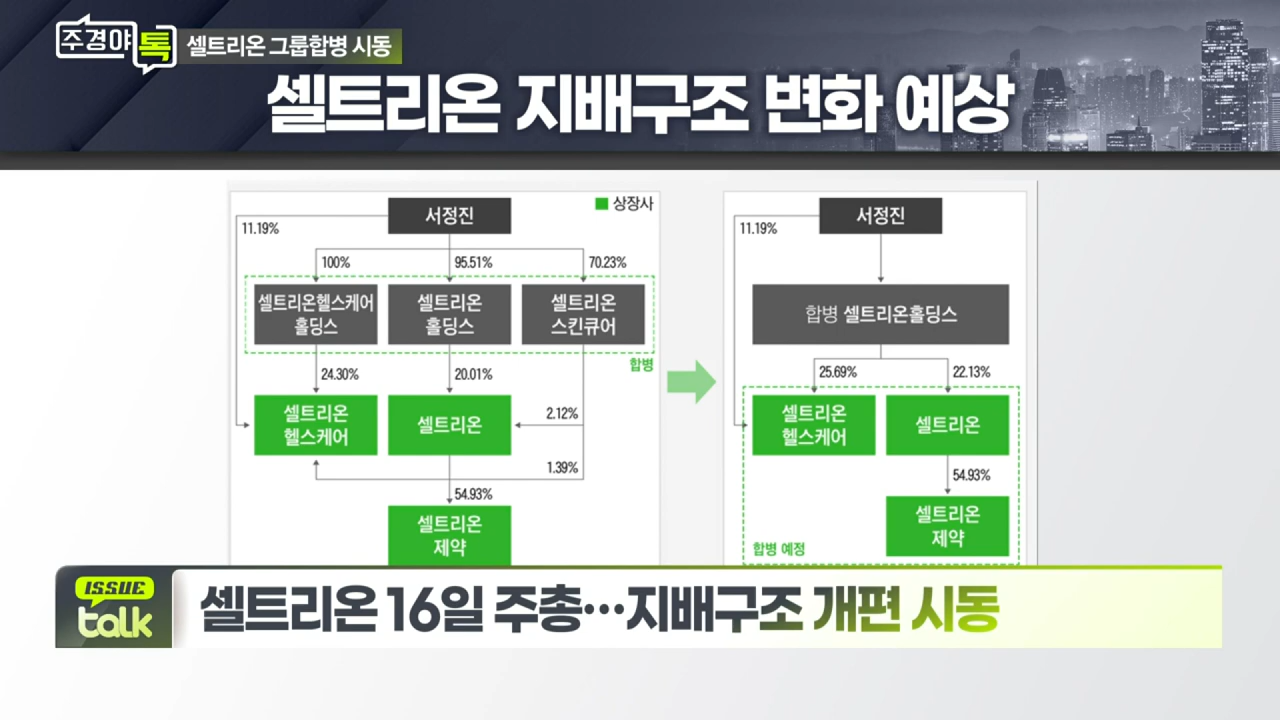 주경야톡
셀트리온 그룹합병 시동
셀트리온 지배구조 변화 예상
상장사
서정진
11.19%
100%
95.51%
70.23%
셀트리온헬스케어
홀딩스
셀트리온
홀딩스
셀트리온
스킨큐어
합병
24.30%
20.01%
2.12%
셀트리온
헬스케어
셀트리온
1.39%
54.93%
셀트리온
제약
서정진
11.19%
합병 셀트리온홀딩스
25.69%
22.13%
셀트리온
헬스케어
셀트리온
54.93%
셀트리온
제약
합병 예정
ISSUE
talk
셀트리온 16일 주총…지배구조 개편 시동